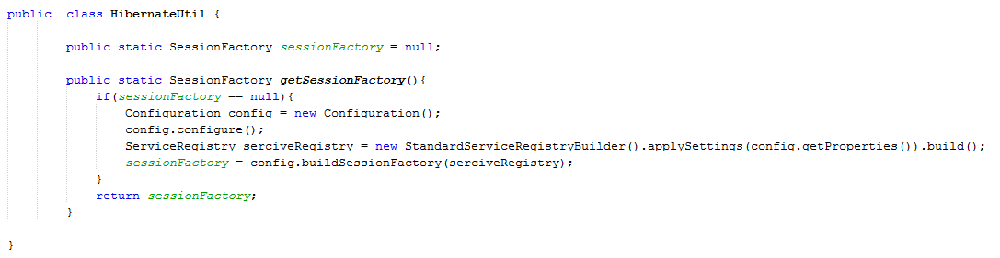 public  class HibernateUtil {
public static SessionFactory sessionFactory = null;
public static SessionFactory getSessionFactory(){
if(sessionFactory == null){
Configuration config = new Configuration();
config.configure();
ServiceRegistry serciveRegistry = new StandardServiceRegistryBuilder().applySettings(config.getProperties()).build();
sessionFactory = config.buildSessionFactory(serciveRegistry);
}
return sessionFactory;
}
}